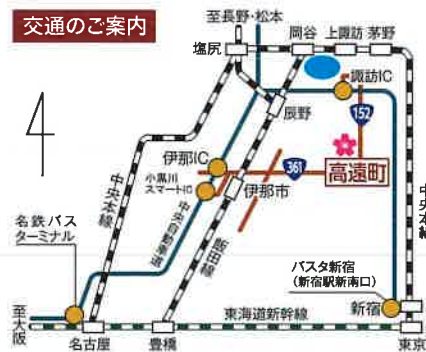 交通のご案内
至長野・松本
塩尻
岡谷
上諏訪
茅野
諏訪IC
辰野
152
伊那IC
小黒川
スマートIC
361
高遠町
伊那市
中央本線
中央自動車道
飯田線
中央本線
名鉄バス
ターミナル
バスタ新宿
(新宿駅新南口)
新宿
至大阪
東海道新幹線
名古屋
豊橋
東京